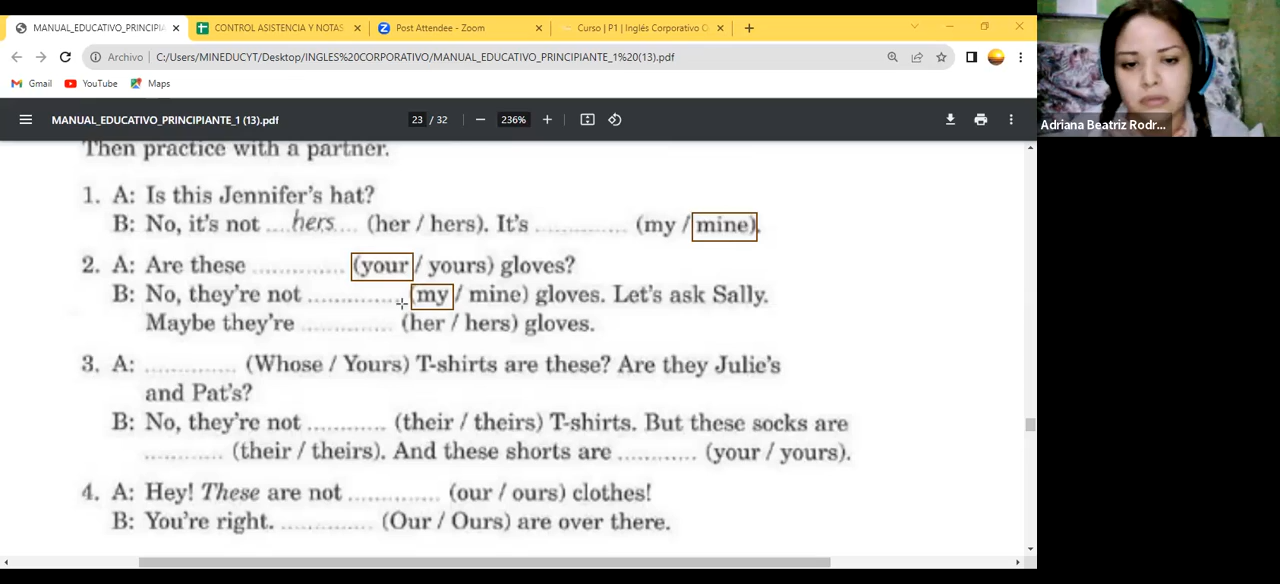 MANUAL_EDUCATIVO_PRINCIPIA
CONTROL ASISTENCIA Y NOTAS
Post Attendee - Zoom
Curso | P1 | Inglés Corporativo C
Archivo
C:/Users/MINEDUCYT/Desktop/INGLES%20CORPORATIVO/MANUAL_EDUCATIVO_PRINCIPIANTE_1%20(13).pdf
Gmail YouTube Maps
MANUAL_EDUCATIVO_PRINCIPIANTE_1 (13).pdf
23 / 32
236%
Adriana Beatriz Rodr...
Then practice with a partner.
1. A: Is this Jennifer's hat?
B: No, it's not ....hers.... (her / hers). It's .............. (my / mine).
2. A: Are these .............. (your / yours) gloves?
B: No, they're not .............. (my / mine) gloves. Let's ask Sally.
Maybe they're .............. (her / hers) gloves.
3. A: .............. (Whose / Yours) T-shirts are these? Are they Julie's
and Pat's?
B: No, they're not ............ (their / theirs) T-shirts. But these socks are
............ (their / theirs). And these shorts are ............ (your / yours).
4. A: Hey! These are not .............. (our / ours) clothes!
B: You're right. .............. (Our / Ours) are over there.